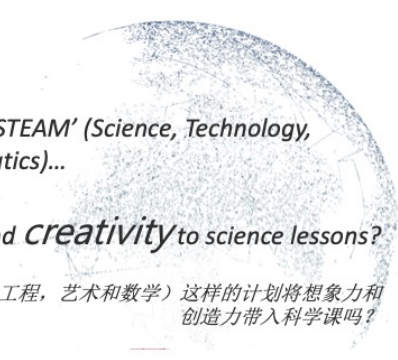 STEAM’ (Science, Technology,
tics)…
d creativity to science lessons?
工程，艺术和数学）这样的计划将想象力和
创造力带入科学课吗？